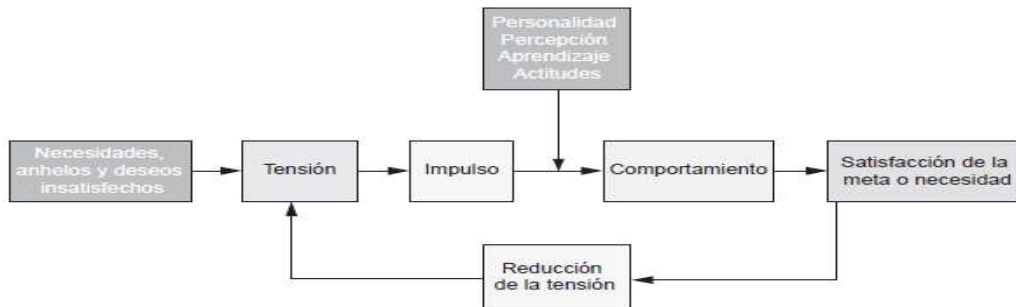 Personalidad
Percepción
Aprendizaje
Actitudes
Necesidades,
anhelos y deseos
insatisfechos
Tensión
Impulso
Comportamiento
Satisfacción de la
meta o necesidad
Reducción
de la tensión